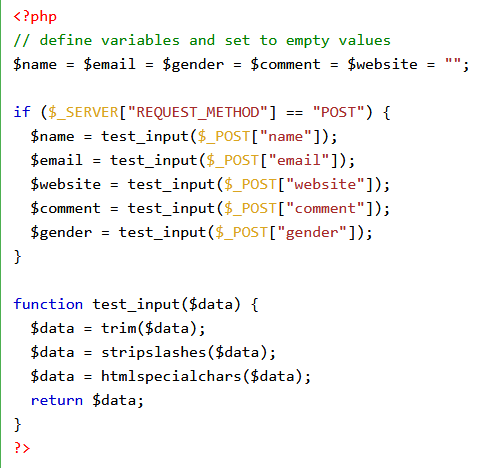 <?php
// define variables and set to empty values
$name = $email = $gender = $comment = $website = "";

if ($_SERVER["REQUEST_METHOD"] == "POST") {
  $name = test_input($_POST["name"]);
  $email = test_input($_POST["email"]);
  $website = test_input($_POST["website"]);
  $comment = test_input($_POST["comment"]);
  $gender = test_input($_POST["gender"]);
}

function test_input($data) {
  $data = trim($data);
  $data = stripslashes($data);
  $data = htmlspecialchars($data);
  return $data;
}
?>